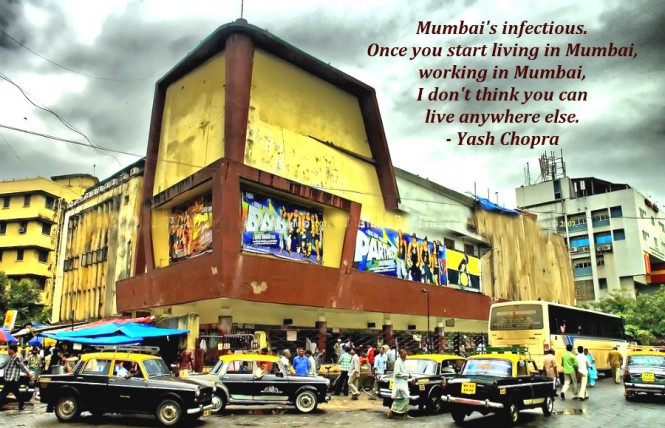 Mumbai's infectious.
Once you start living in Mumbai,
working in Mumbai,
I don't think you can
live anywhere else.
- Yash Chopra